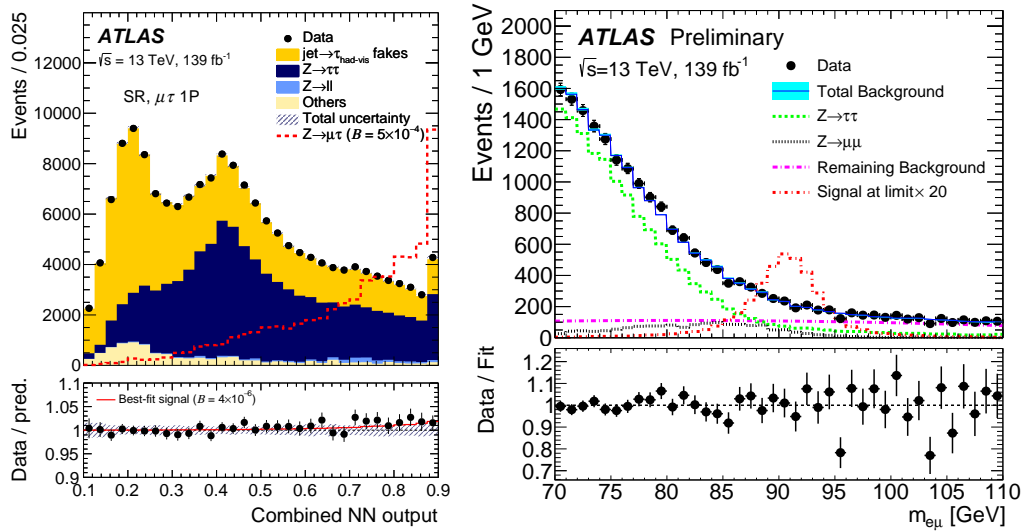 ATLAS
√s = 13 TeV, 139 fb⁻¹
SR, μτ 1P
Data
jet→τhad-vis fakes
Z→ττ
Z→ll
Others
Total uncertainty
Z→μτ (B = 5×10⁻⁴)
Events / 0.025
14000
12000
10000
8000
6000
4000
2000
0
Data / pred.
1.1
1.05
1
0.95
0.9
Best-fit signal (B = 4×10⁻⁶)
0.1 0.2 0.3 0.4 0.5 0.6 0.7 0.8 0.9
Combined NN output
ATLAS Preliminary
√s=13 TeV, 139 fb⁻¹
Data
Total Background
Z→ττ
Z→μμ
Remaining Background
Signal at limit× 20
Events / 1 GeV
2000
1800
1600
1400
1200
1000
800
600
400
200
0
Data / Fit
1.2
1.1
1
0.9
0.8
0.7
70 75 80 85 90 95 100 105 110
meμ [GeV]